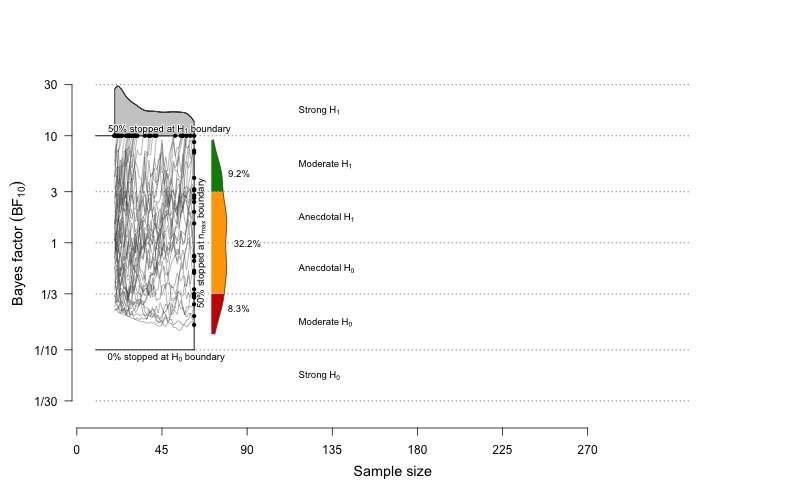 30
Strong H1
50% stopped at H1 boundary
10
Moderate H1
9.2%
3
Anecdotal H1
50% stopped at nmax boundary
Bayes factor (BF10)
1
32.2%
Anecdotal H0
1/3
8.3%
Moderate H0
1/10
0% stopped at H0 boundary
Strong H0
1/30
0 45 90 135 180 225 270
Sample size